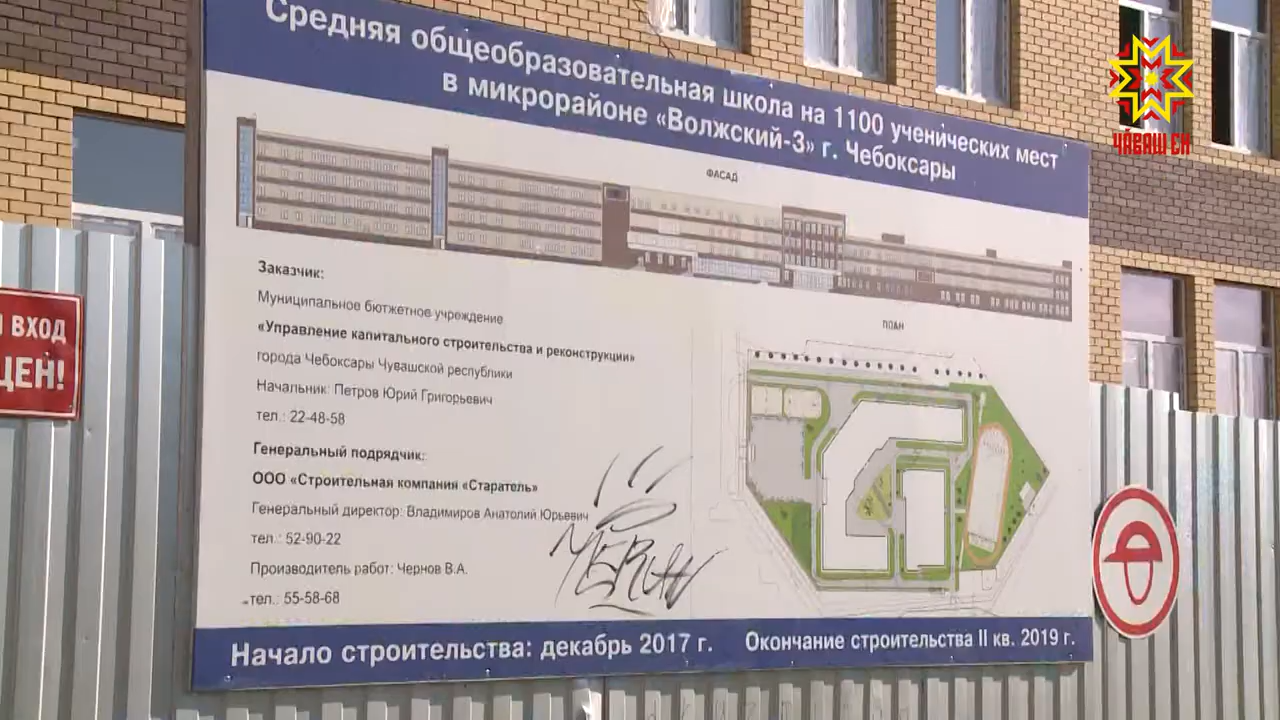 Средняя общеобразовательная школа на 1100 ученических мест
в микрорайоне «Волжский-3» г. Чебоксары
ФАСАД
Заказчик:
Муниципальное бютжетное учреждение
«Управление капитального строительства и реконструкции»
города Чебоксары Чувашской республики
Начальник: Петров Юрий Григорьевич
тел.: 22-48-58
Генеральный подрядчик:
ООО «Строительная компания «Старатель»
Генеральный директор: Владимиров Анатолий Юрьевич
тел.: 52-90-22
Производитель работ: Чернов В.А.
тел.: 55-58-68
ПЛАН
Начало строительства: декабрь 2017 г. Окончание строительства II кв. 2019 г.
ВХОД
ЩЕН!
ЧӐВАШ ЕН